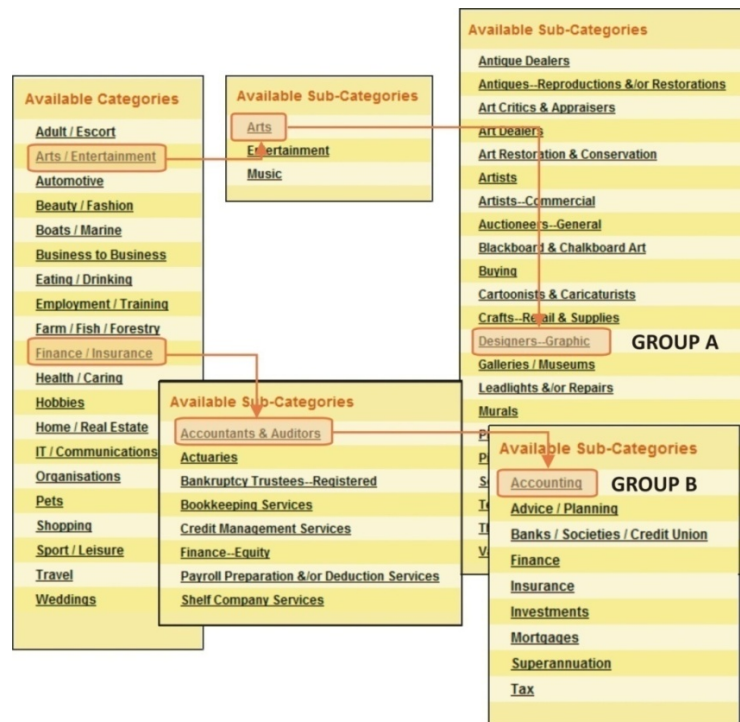 Available Categories
Adult / Escort
Arts / Entertainment
Automotive
Beauty / Fashion
Boats / Marine
Business to Business
Eating / Drinking
Employment / Training
Farm / Fish / Forestry
Finance / Insurance
Health / Caring
Hobbies
Home / Real Estate
IT / Communications
Organisations
Pets
Shopping
Sport / Leisure
Travel
Weddings
Available Sub-Categories
Arts
Entertainment
Music
Available Sub-Categories
Antique Dealers
Antiques--Reproductions &/or Restorations
Art Critics & Appraisers
Art Dealers
Art Restoration & Conservation
Artists
Artists--Commercial
Auctioneers--General
Blackboard & Chalkboard Art
Buying
Cartoonists & Caricaturists
Crafts--Retail & Supplies
Designers--Graphic GROUP A
Galleries / Museums
Leadlights &/or Repairs
Murals
Available Sub-Categories
Accountants & Auditors
Actuaries
Bankruptcy Trustees--Registered
Bookkeeping Services
Credit Management Services
Finance--Equity
Payroll Preparation &/or Deduction Services
Shelf Company Services
Available Sub-Categories
Accounting GROUP B
Advice / Planning
Banks / Societies / Credit Union
Finance
Insurance
Investments
Mortgages
Superannuation
Tax